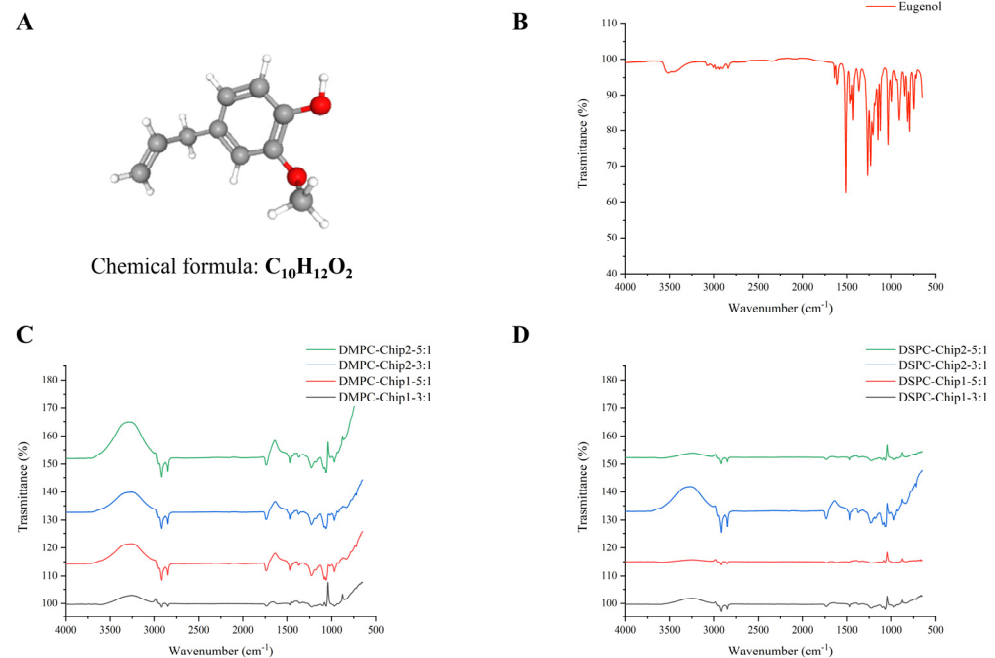 A
Chemical formula: C10H12O2
B
Eugenol
110
100
90
80
70
60
50
40
Trasmittance (%)
4000 3500 3000 2500 2000 1500 1000 500
Wavenumber (cm-1)
C
DMPC-Chip2-5:1
DMPC-Chip2-3:1
DMPC-Chip1-5:1
DMPC-Chip1-3:1
180
170
160
150
140
130
120
110
100
Trasmittance (%)
4000 3500 3000 2500 2000 1500 1000 500
Wavenumber (cm-1)
D
DSPC-Chip2-5:1
DSPC-Chip2-3:1
DSPC-Chip1-5:1
DSPC-Chip1-3:1
180
170
160
150
140
130
120
110
100
Trasmittance (%)
4000 3500 3000 2500 2000 1500 1000 500
Wavenumber (cm-1)